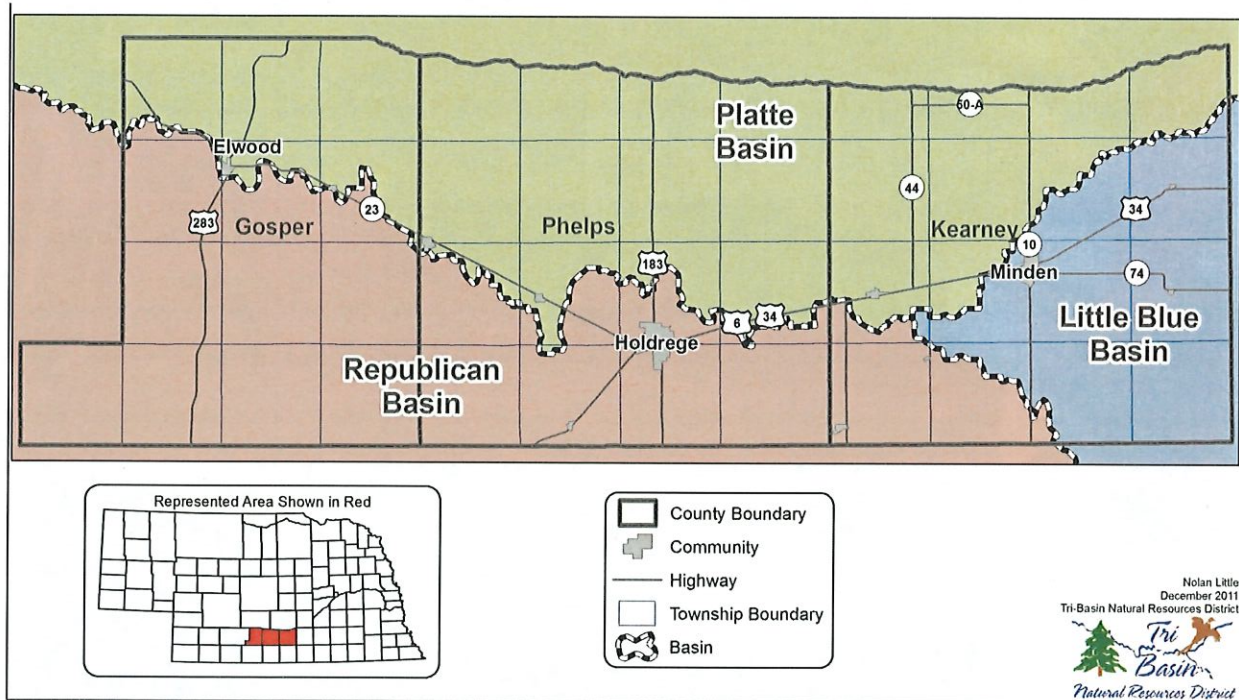 Platte
Basin
50-A
Elwood
44
23
283
Gosper
Phelps
Kearney
34
10
183
Minden
74
6
34
Holdrege
Little Blue
Basin
Republican
Basin
Represented Area Shown in Red
County Boundary
Community
Highway
Township Boundary
Basin
Nolan Little
December 2011
Tri-Basin Natural Resources District
Tri
Basin
Natural Resources District